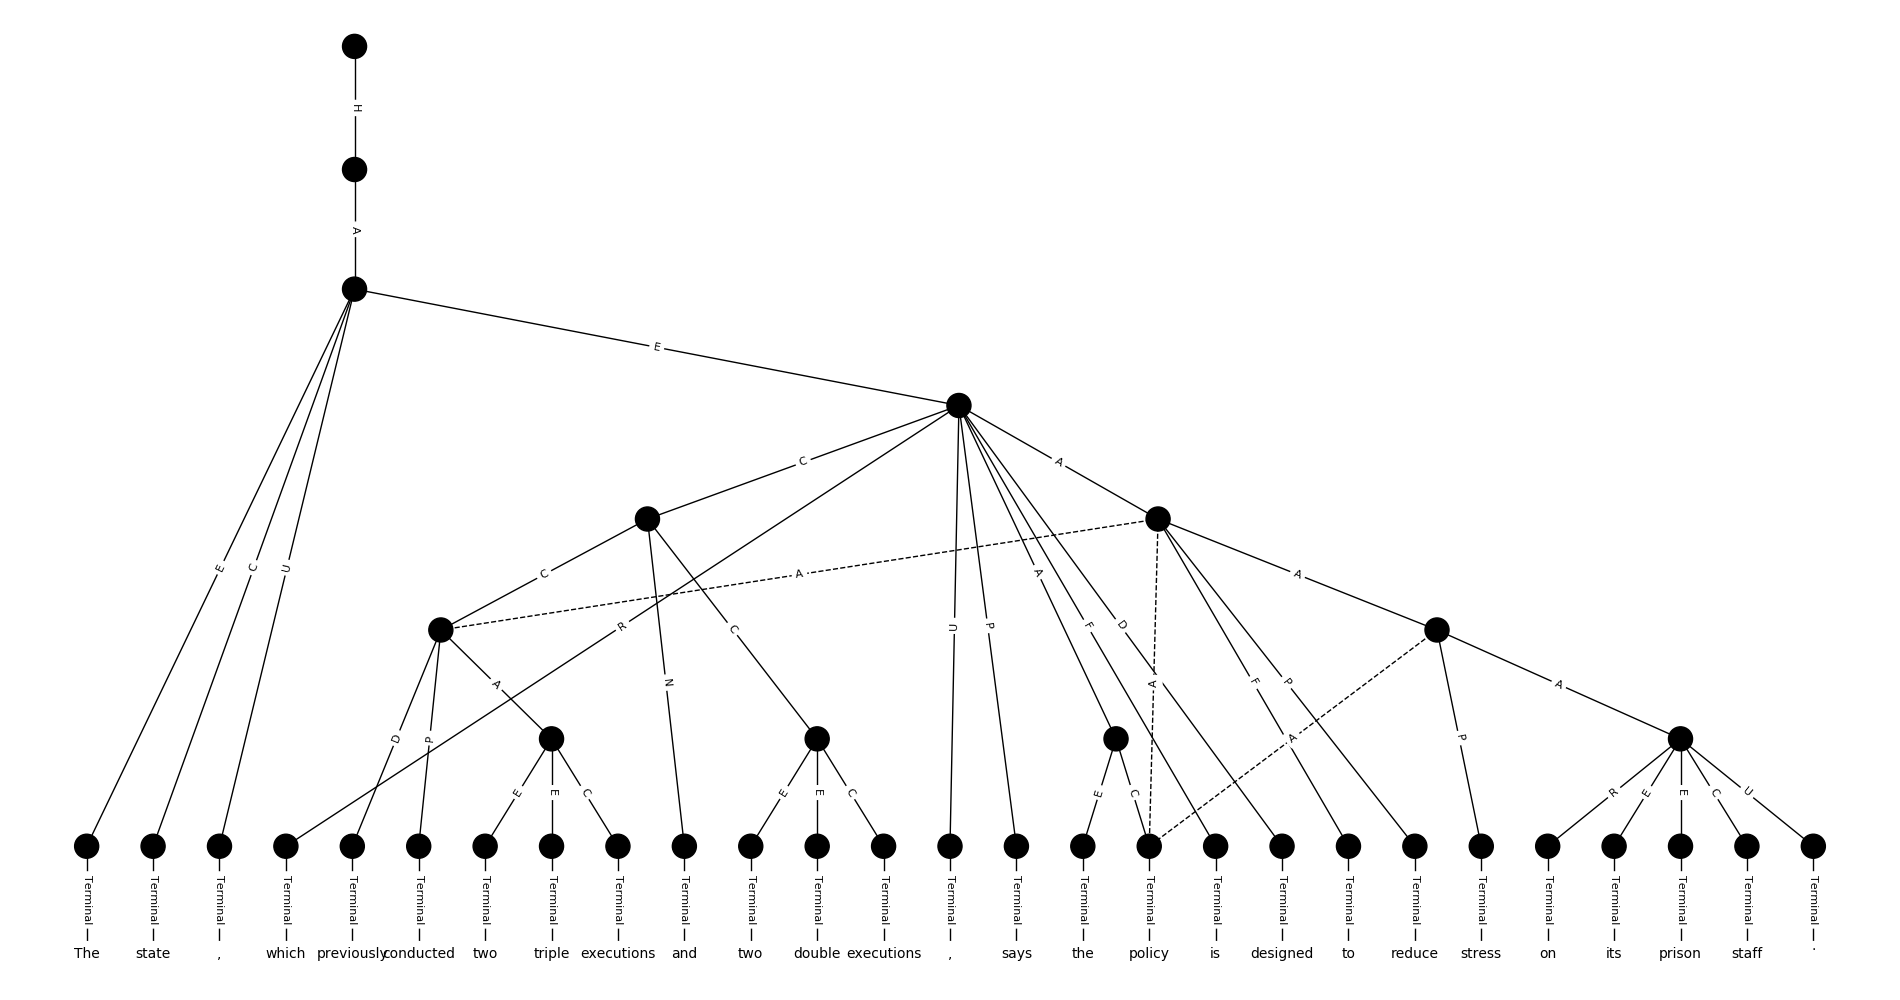 H
A
E
C
A
E
C
U
C
A
R
C
A
F
D
A
U
P
N
A
A
F
P
A
D
P
A
P
E
E
C
E
E
C
E
C
R
E
E
C
U
Terminal Terminal Terminal Terminal Terminal Terminal Terminal Terminal Terminal Terminal Terminal Terminal Terminal Terminal Terminal Terminal Terminal Terminal Terminal Terminal Terminal Terminal Terminal Terminal Terminal Terminal Terminal
The state , which previously conducted two triple executions and two double executions , says the policy is designed to reduce stress on its prison staff .